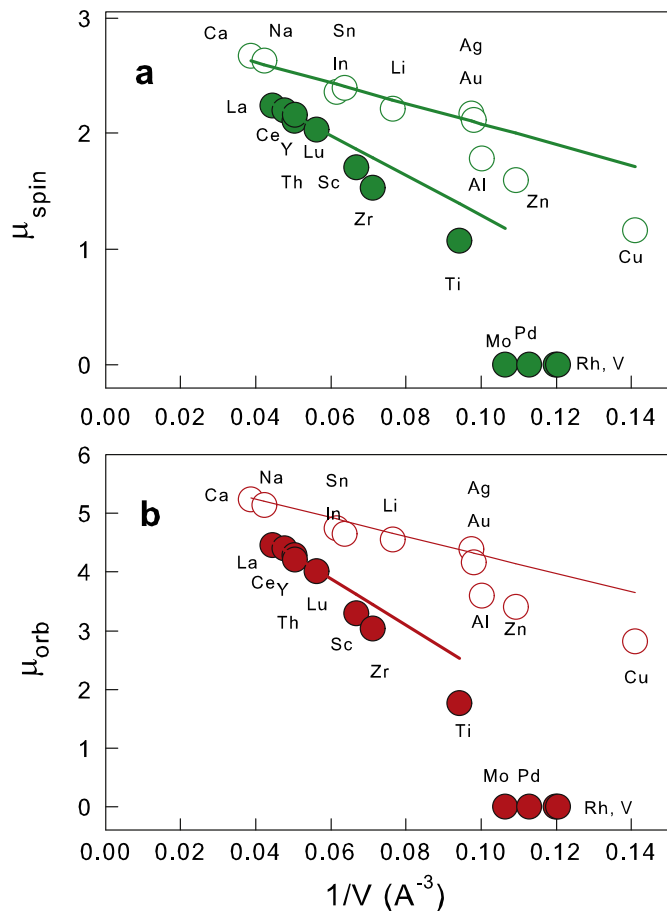 3
Ca
Na
Sn
a
In
Li
Ag
Au
2
La
Ce
Y
Lu
Th
Sc
Al
Zn
μspin
Zr
1
Ti
Cu
Mo
Pd
0
Rh, V
0.00
0.02
0.04
0.06
0.08
0.10
0.12
0.14
6
Ca
Na
Sn
Ag
5
b
In
Li
Au
4
La
Ce
Y
Lu
Al
Zn
Th
3
Sc
Zr
Cu
μorb
2
Ti
1
Mo
Pd
0
Rh, V
0.00
0.02
0.04
0.06
0.08
0.10
0.12
0.14
1/V (A⁻³)